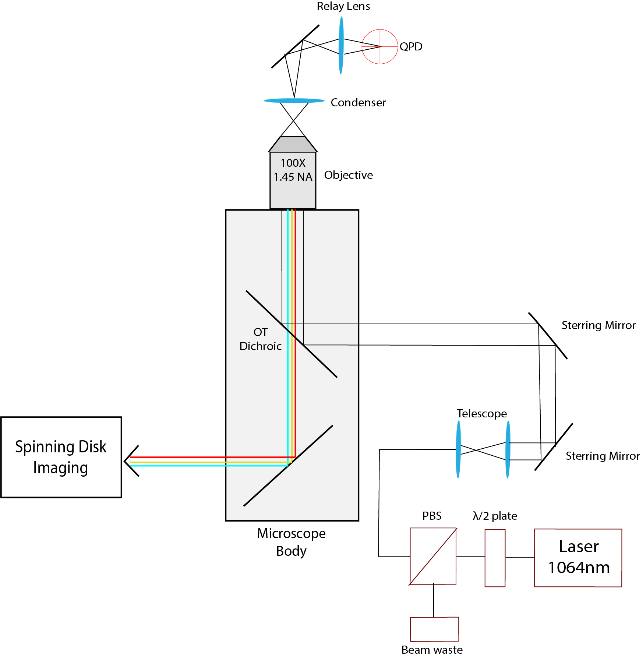 Relay Lens
QPD
Condenser
100X
1.45 NA
Objective
OT
Dichroic
Sterring Mirror
Telescope
Sterring Mirror
Spinning Disk
Imaging
Microscope
Body
PBS
λ/2 plate
Laser
1064nm
Beam waste